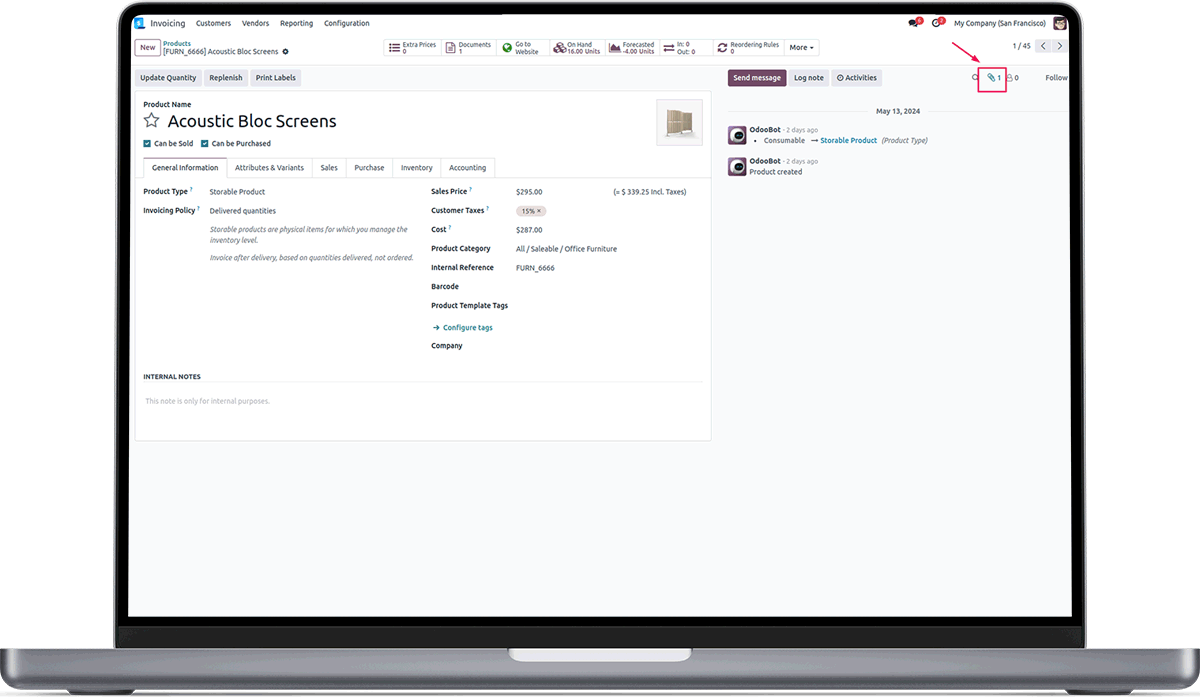 Invoicing Customers Vendors Reporting Configuration 6 2 My Company (San Francisco)
New Products
[FURN_6666] Acoustic Bloc Screens
Extra Prices
0
Documents
1
Go to
Website
On Hand
16.00 Units
Forecasted
-4.00 Units
In: 0
Out: 0
Reordering Rules
0
More
1 / 45
Update Quantity Replenish Print Labels
Send message Log note Activities 1 0 Follow
Product Name
Acoustic Bloc Screens
Can be Sold Can be Purchased
General Information Attributes & Variants Sales Purchase Inventory Accounting
Product Type ? Storable Product
Invoicing Policy ? Delivered quantities
Storable products are physical items for which you manage the
inventory level.
Invoice after delivery, based on quantities delivered, not ordered.
Sales Price ? $295.00 (= $ 339.25 Incl. Taxes)
Customer Taxes ? 15% ×
Cost ? $287.00
Product Category All / Saleable / Office Furniture
Internal Reference FURN_6666
Barcode
Product Template Tags
→ Configure tags
Company
INTERNAL NOTES
This note is only for internal purposes.
May 13, 2024
OdooBot - 2 days ago
• Consumable → Storable Product (Product Type)
OdooBot - 2 days ago
Product created